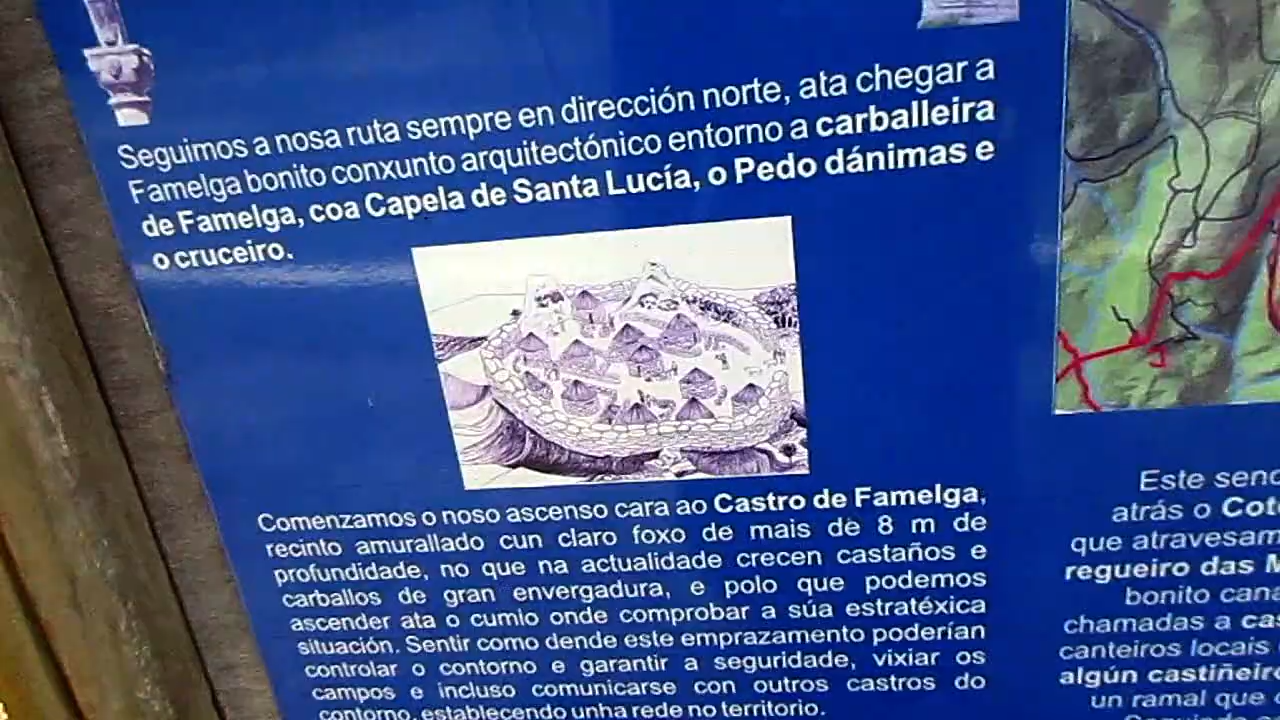 Seguimos a nosa ruta sempre en dirección norte, ata chegar a
Famelga bonito conxunto arquitectónico entorno a carballeira
de Famelga, coa Capela de Santa Lucía, o Pedo dánimas e
o cruceiro.
Comenzamos o noso ascenso cara ao Castro de Famelga,
recinto amurallado cun claro foxo de mais de 8 m de
profundidade, no que na actualidade crecen castaños e
carballos de gran envergadura, e polo que podemos
ascender ata o cumio onde comprobar a súa estratéxica
situación. Sentir como dende este emprazamento poderían
controlar o contorno e garantir a seguridade, vixiar os
campos e incluso comunicarse con outros castros do
contorno, establecendo unha rede no territorio.
Este
atrás o
que atravesam
regueiro das
bonito
chamadas a
canteiros locais
algún
un ramal que